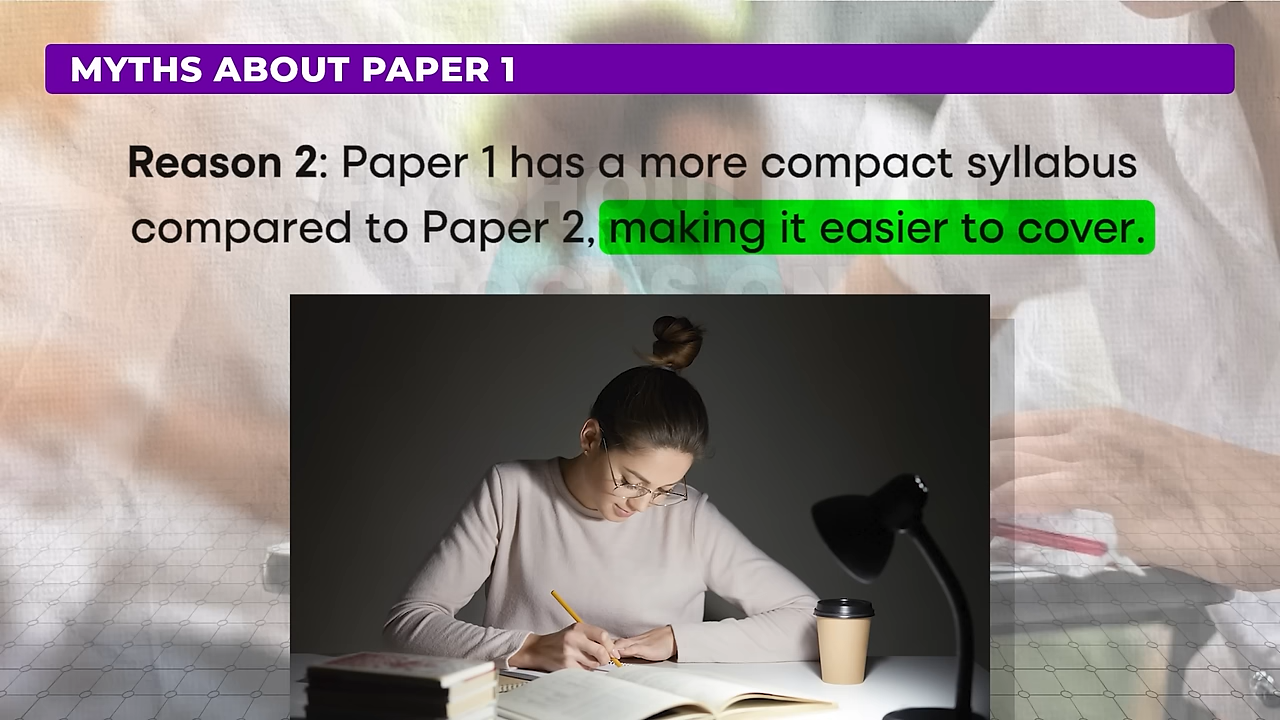 MYTHS ABOUT PAPER 1
Reason 2: Paper 1 has a more compact syllabus
compared to Paper 2, making it easier to cover.